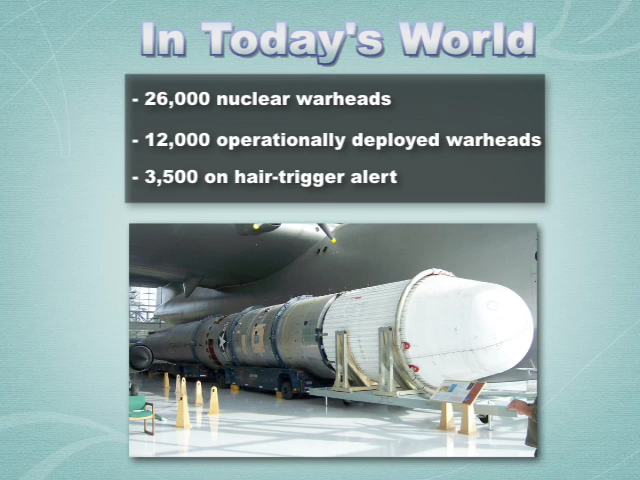 In Today's World
- 26,000 nuclear warheads
- 12,000 operationally deployed warheads
- 3,500 on hair-trigger alert